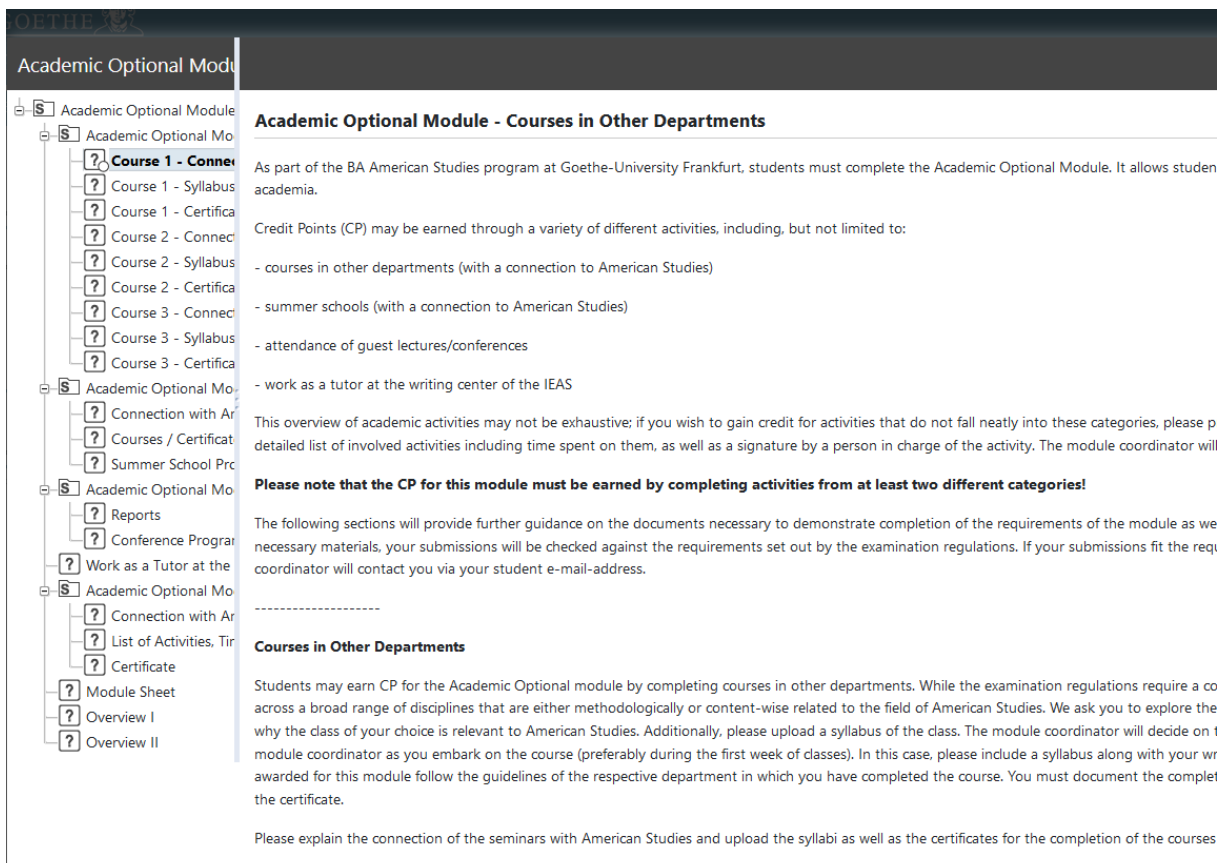 GOETHE
Academic Optional Modu
Academic Optional Module
Academic Optional Mo
Course 1 - Connec
Course 1 - Syllabus
Course 1 - Certifica
Course 2 - Connect
Course 2 - Syllabus
Course 2 - Certifica
Course 3 - Connect
Course 3 - Syllabus
Course 3 - Certifica
Academic Optional Mo
Connection with Ar
Courses / Certificat
Summer School Pro
Academic Optional Mo
Reports
Conference Program
Work as a Tutor at the
Academic Optional Mo
Connection with Ar
List of Activities, Tir
Certificate
Module Sheet
Overview I
Overview II
Academic Optional Module - Courses in Other Departments
As part of the BA American Studies program at Goethe-University Frankfurt, students must complete the Academic Optional Module. It allows studen
academia.
Credit Points (CP) may be earned through a variety of different activities, including, but not limited to:
- courses in other departments (with a connection to American Studies)
- summer schools (with a connection to American Studies)
- attendance of guest lectures/conferences
- work as a tutor at the writing center of the IEAS
This overview of academic activities may not be exhaustive; if you wish to gain credit for activities that do not fall neatly into these categories, please p
detailed list of involved activities including time spent on them, as well as a signature by a person in charge of the activity. The module coordinator will
Please note that the CP for this module must be earned by completing activities from at least two different categories!
The following sections will provide further guidance on the documents necessary to demonstrate completion of the requirements of the module as we
necessary materials, your submissions will be checked against the requirements set out by the examination regulations. If your submissions fit the requ
coordinator will contact you via your student e-mail-address.
--------------------
Courses in Other Departments
Students may earn CP for the Academic Optional module by completing courses in other departments. While the examination regulations require a co
across a broad range of disciplines that are either methodologically or content-wise related to the field of American Studies. We ask you to explore the
why the class of your choice is relevant to American Studies. Additionally, please upload a syllabus of the class. The module coordinator will decide on t
module coordinator as you embark on the course (preferably during the first week of classes). In this case, please include a syllabus along with your wr
awarded for this module follow the guidelines of the respective department in which you have completed the course. You must document the complet
the certificate.
Please explain the connection of the seminars with American Studies and upload the syllabi as well as the certificates for the completion of the courses